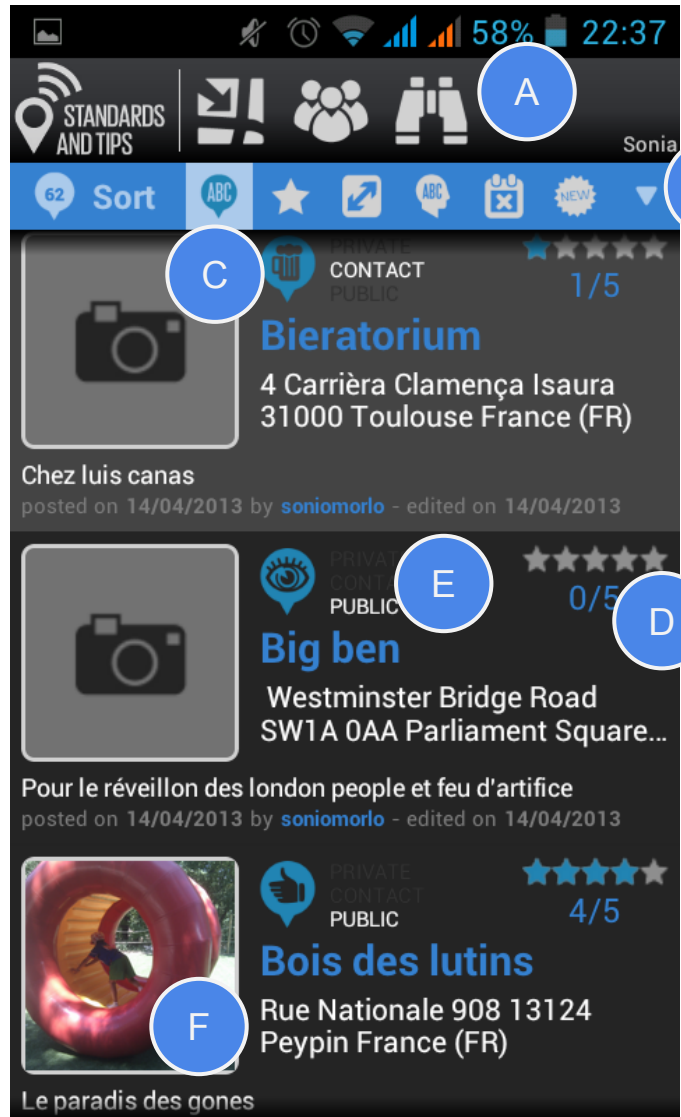 58% 22:37
STANDARDS
AND TIPS
A
Sonia
62 Sort ABC ABC NEW
C
PRIVATE
CONTACT
PUBLIC
1/5
Bieratorium
4 Carrièra Clamença Isaura
31000 Toulouse France (FR)
Chez luis canas
posted on 14/04/2013 by soniomorlo - edited on 14/04/2013
PRIVATE
CONTACT
PUBLIC
E
0/5
D
Big ben
Westminster Bridge Road
SW1A 0AA Parliament Square...
Pour le réveillon des london people et feu d'artifice
posted on 14/04/2013 by soniomorlo - edited on 14/04/2013
PRIVATE
CONTACT
PUBLIC
4/5
Bois des lutins
Rue Nationale 908 13124
Peypin France (FR)
F
Le paradis des gones